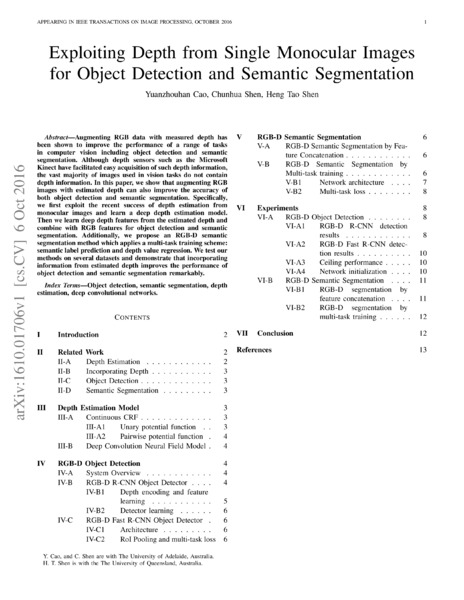 APPEARING IN IEEE TRANSACTIONS ON IMAGE PROCESSING, OCTOBER 2016 1
Exploiting Depth from Single Monocular Images
for Object Detection and Semantic Segmentation
Yuanzhouhan Cao, Chunhua Shen, Heng Tao Shen
arXiv:1610.01706v1 [cs.CV] 6 Oct 2016
Abstract—Augmenting RGB data with measured depth has
been shown to improve the performance of a range of tasks
in computer vision including object detection and semantic
segmentation. Although depth sensors such as the Microsoft
Kinect have facilitated easy acquisition of such depth information,
the vast majority of images used in vision tasks do not contain
depth information. In this paper, we show that augmenting RGB
images with estimated depth can also improve the accuracy of
both object detection and semantic segmentation. Specifically,
we first exploit the recent success of depth estimation from
monocular images and learn a deep depth estimation model.
Then we learn deep depth features from the estimated depth and
combine with RGB features for object detection and semantic
segmentation. Additionally, we propose an RGB-D semantic
segmentation method which applies a multi-task training scheme:
semantic label prediction and depth value regression. We test our
methods on several datasets and demonstrate that incorporating
information from estimated depth improves the performance of
object detection and semantic segmentation remarkably.
Index Terms—Object detection, semantic segmentation, depth
estimation, deep convolutional networks.
CONTENTS
I Introduction 2
II Related Work 2
II-A Depth Estimation . . . . . . . . . . . . 2
II-B Incorporating Depth . . . . . . . . . . . 3
II-C Object Detection . . . . . . . . . . . . . 3
II-D Semantic Segmentation . . . . . . . . . 3
III Depth Estimation Model 3
III-A Continuous CRF . . . . . . . . . . . . . 3
III-A1 Unary potential function . . 3
III-A2 Pairwise potential function . 4
III-B Deep Convolution Neural Field Model . 4
IV RGB-D Object Detection 4
IV-A System Overview . . . . . . . . . . . . 4
IV-B RGB-D R-CNN Object Detector . . . . 4
IV-B1 Depth encoding and feature
learning . . . . . . . . . . . 5
IV-B2 Detector learning . . . . . . 6
IV-C RGB-D Fast R-CNN Object Detector . 6
IV-C1 Architecture . . . . . . . . . 6
IV-C2 RoI Pooling and multi-task loss 6
Y. Cao, and C. Shen are with The University of Adelaide, Australia.
H. T. Shen is with the The University of Queensland, Australia.
V RGB-D Semantic Segmentation 6
V-A RGB-D Semantic Segmentation by Fea-
ture Concatenation . . . . . . . . . . . . 6
V-B RGB-D Semantic Segmentation by
Multi-task training . . . . . . . . . . . . 6
V-B1 Network architecture . . . . 7
V-B2 Multi-task loss . . . . . . . . 8
VI Experiments 8
VI-A RGB-D Object Detection . . . . . . . . 8
VI-A1 RGB-D R-CNN detection
results . . . . . . . . . . . . 8
VI-A2 RGB-D Fast R-CNN detec-
tion results . . . . . . . . . . 10
VI-A3 Ceiling performance . . . . . 10
VI-A4 Network initialization . . . . 10
VI-B RGB-D Semantic Segmentation . . . . 11
VI-B1 RGB-D segmentation by
feature concatenation . . . . 11
VI-B2 RGB-D segmentation by
multi-task training . . . . . . 12
VII Conclusion 12
References 13